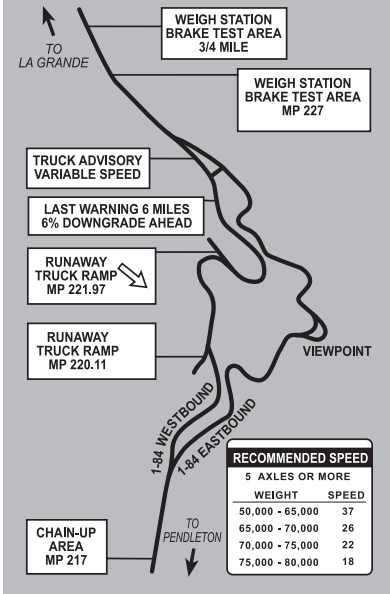 WEIGH STATION
BRAKE TEST AREA
3/4 MILE
TO
LA GRANDE
WEIGH STATION
BRAKE TEST AREA
MP 227
TRUCK ADVISORY
VARIABLE SPEED
LAST WARNING 6 MILES
6% DOWNGRADE AHEAD
RUNAWAY
TRUCK RAMP
MP 221.97
RUNAWAY
TRUCK RAMP
MP 220.11
VIEWPOINT
1-84 WESTBOUND
1-84 EASTBOUND
RECOMMENDED SPEED
5 AXLES OR MORE
WEIGHT SPEED
50,000 - 65,000 37
65,000 - 70,000 26
70,000 - 75,000 22
75,000 - 80,000 18
CHAIN-UP
AREA
MP 217
TO
PENDLETON